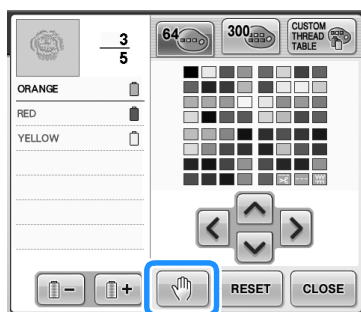 3
5
64
300
CUSTOM
THREAD
TABLE
ORANGE
RED
YELLOW
-
+
RESET
CLOSE